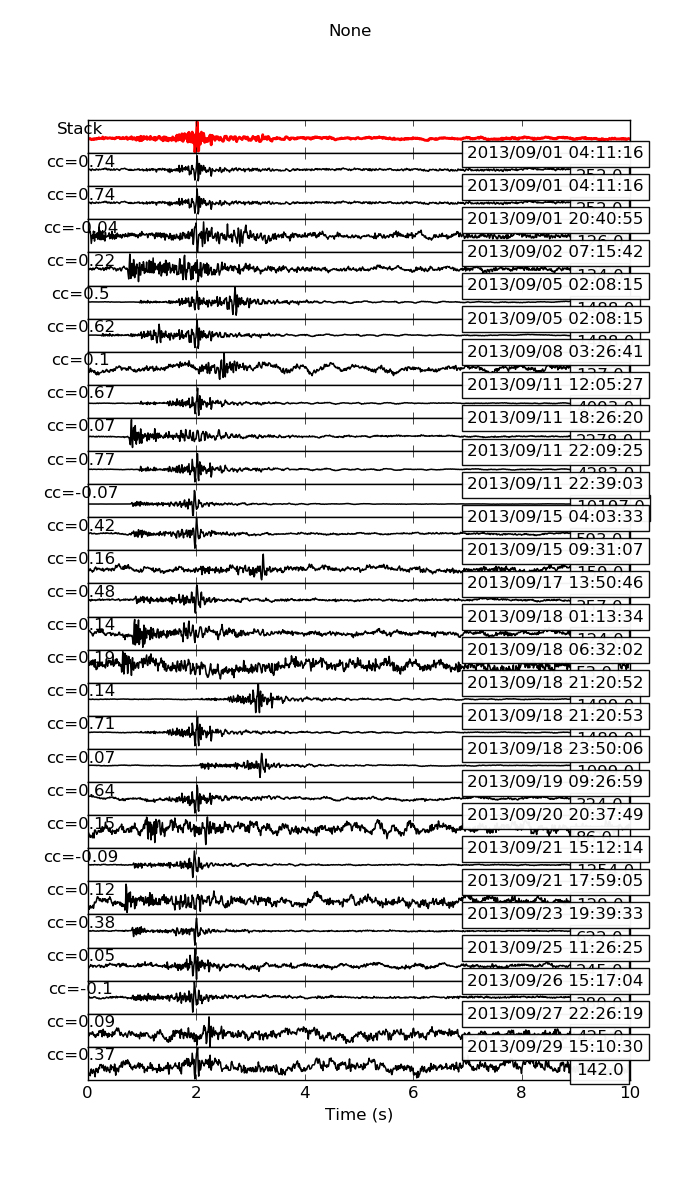 None
Stack
2013/09/01 04:11:16
cc=0.74
2013/09/01 04:11:16
cc=0.74
2013/09/01 20:40:55
cc=-0.04
2013/09/02 07:15:42
cc=0.22
2013/09/05 02:08:15
cc=0.5
2013/09/05 02:08:15
cc=0.62
2013/09/08 03:26:41
cc=0.1
2013/09/11 12:05:27
cc=0.67
2013/09/11 18:26:20
cc=0.07
2013/09/11 22:09:25
cc=0.77
2013/09/11 22:39:03
cc=-0.07
2013/09/15 04:03:33
cc=0.42
2013/09/15 09:31:07
cc=0.16
2013/09/17 13:50:46
cc=0.48
2013/09/18 01:13:34
cc=0.14
2013/09/18 06:32:02
cc=0.19
2013/09/18 21:20:52
cc=0.14
2013/09/18 21:20:53
cc=0.71
2013/09/18 23:50:06
cc=0.07
2013/09/19 09:26:59
cc=0.64
2013/09/20 20:37:49
cc=0.15
2013/09/21 15:12:14
cc=-0.09
2013/09/21 17:59:05
cc=0.12
2013/09/23 19:39:33
cc=0.38
2013/09/25 11:26:25
cc=0.05
2013/09/26 15:17:04
cc=-0.1
2013/09/27 22:26:19
cc=0.09
2013/09/29 15:10:30
cc=0.37
142.0
0 2 4 6 8 10
Time (s)